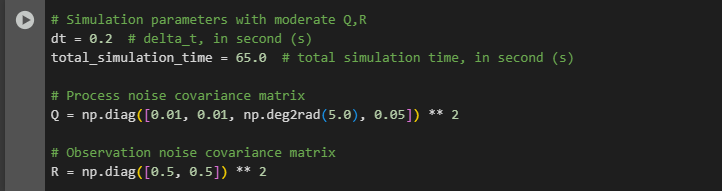 # Simulation parameters with moderate Q,R
dt = 0.2  # delta_t, in second (s)
total_simulation_time = 65.0  # total simulation time, in second (s)

# Process noise covariance matrix
Q = np.diag([0.01, 0.01, np.deg2rad(5.0), 0.05]) ** 2

# Observation noise covariance matrix
R = np.diag([0.5, 0.5]) ** 2